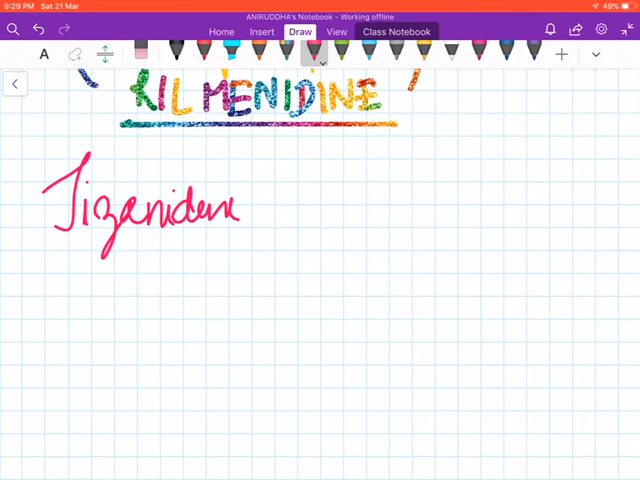 9:29 PM Sat 21 Mar 49%
ANIRUDDHA's Notebook - Working offline
Home Insert Draw View Class Notebook
A
RILMENIDINE
Tizanidine